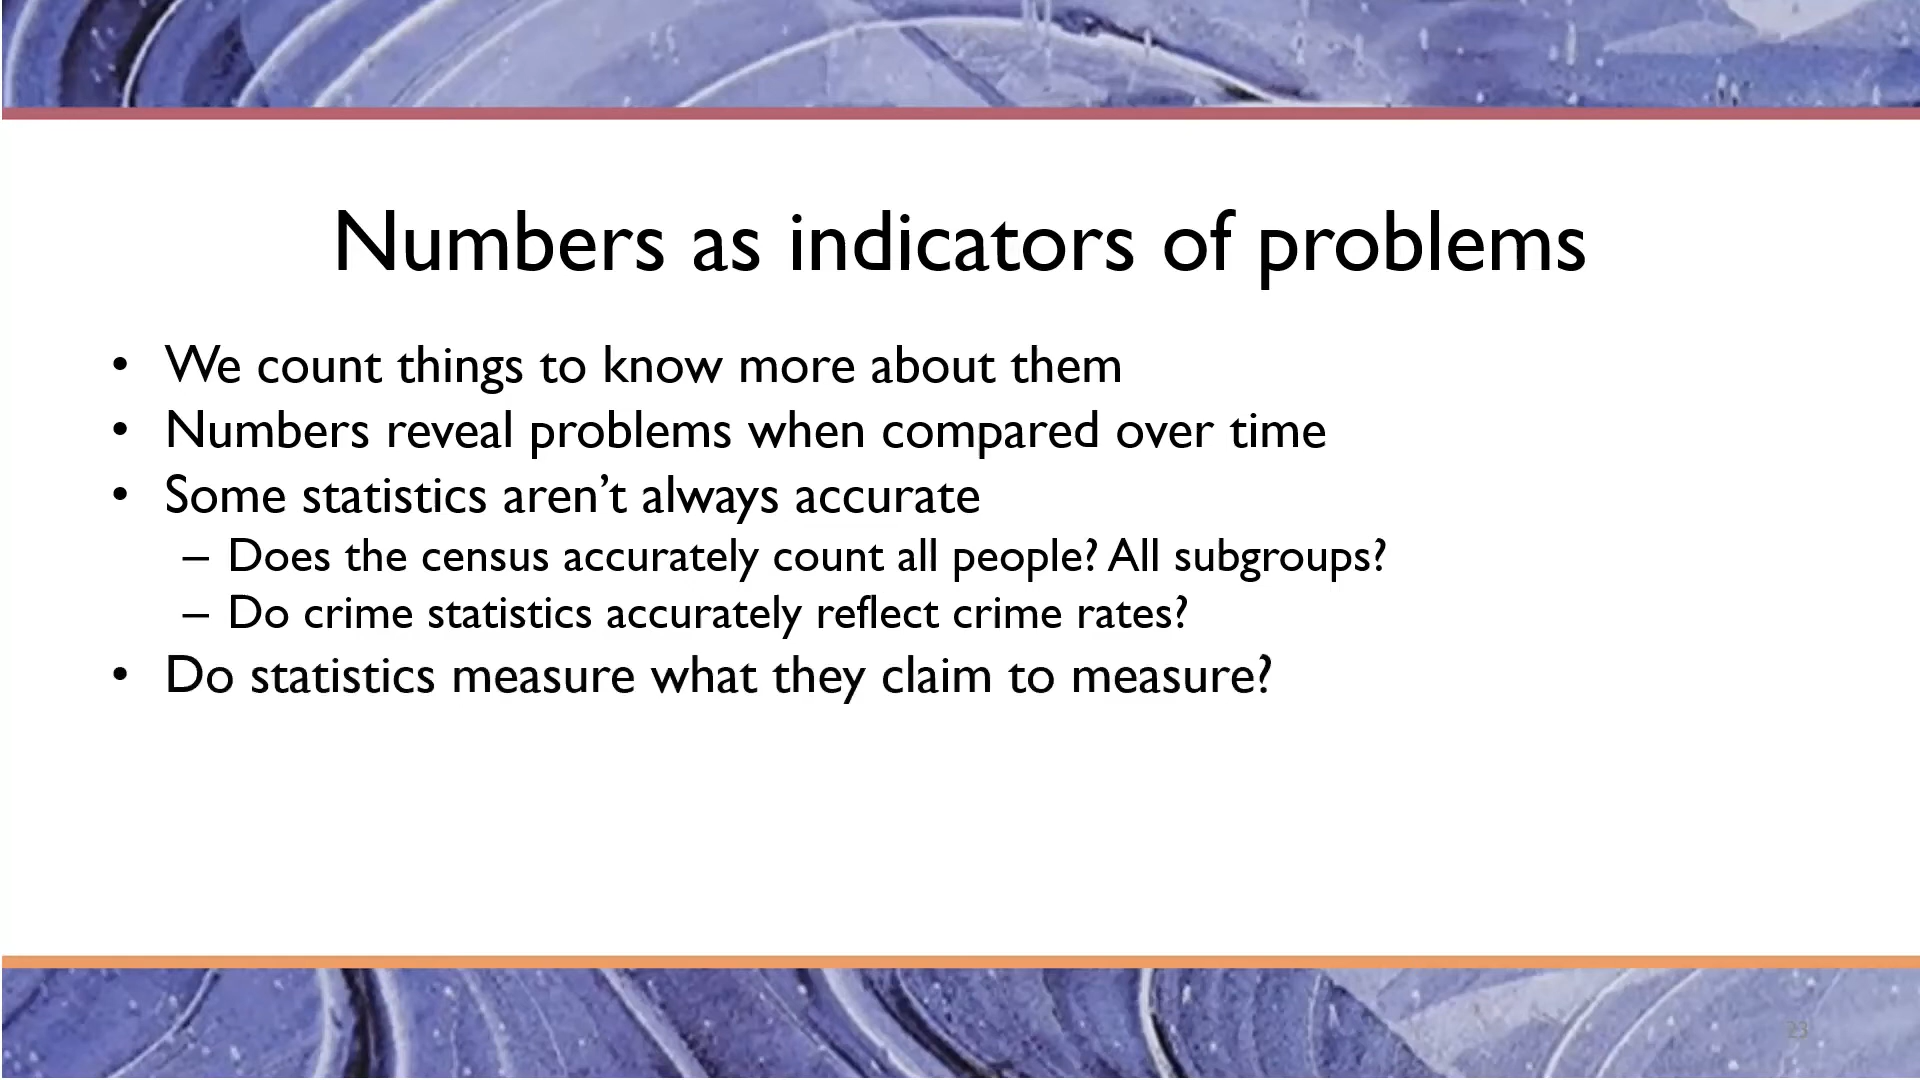 Numbers as indicators of problems
• We count things to know more about them
• Numbers reveal problems when compared over time
• Some statistics aren’t always accurate
– Does the census accurately count all people? All subgroups?
– Do crime statistics accurately reflect crime rates?
• Do statistics measure what they claim to measure?
23